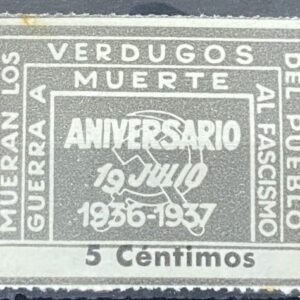 MUERAN LOS
VERDUGOS
DEL PUEBLO
GUERRA A
MUERTE
AL FASCISMO
ANIVERSARIO
19 JULIO
1936-1937
5 Céntimos